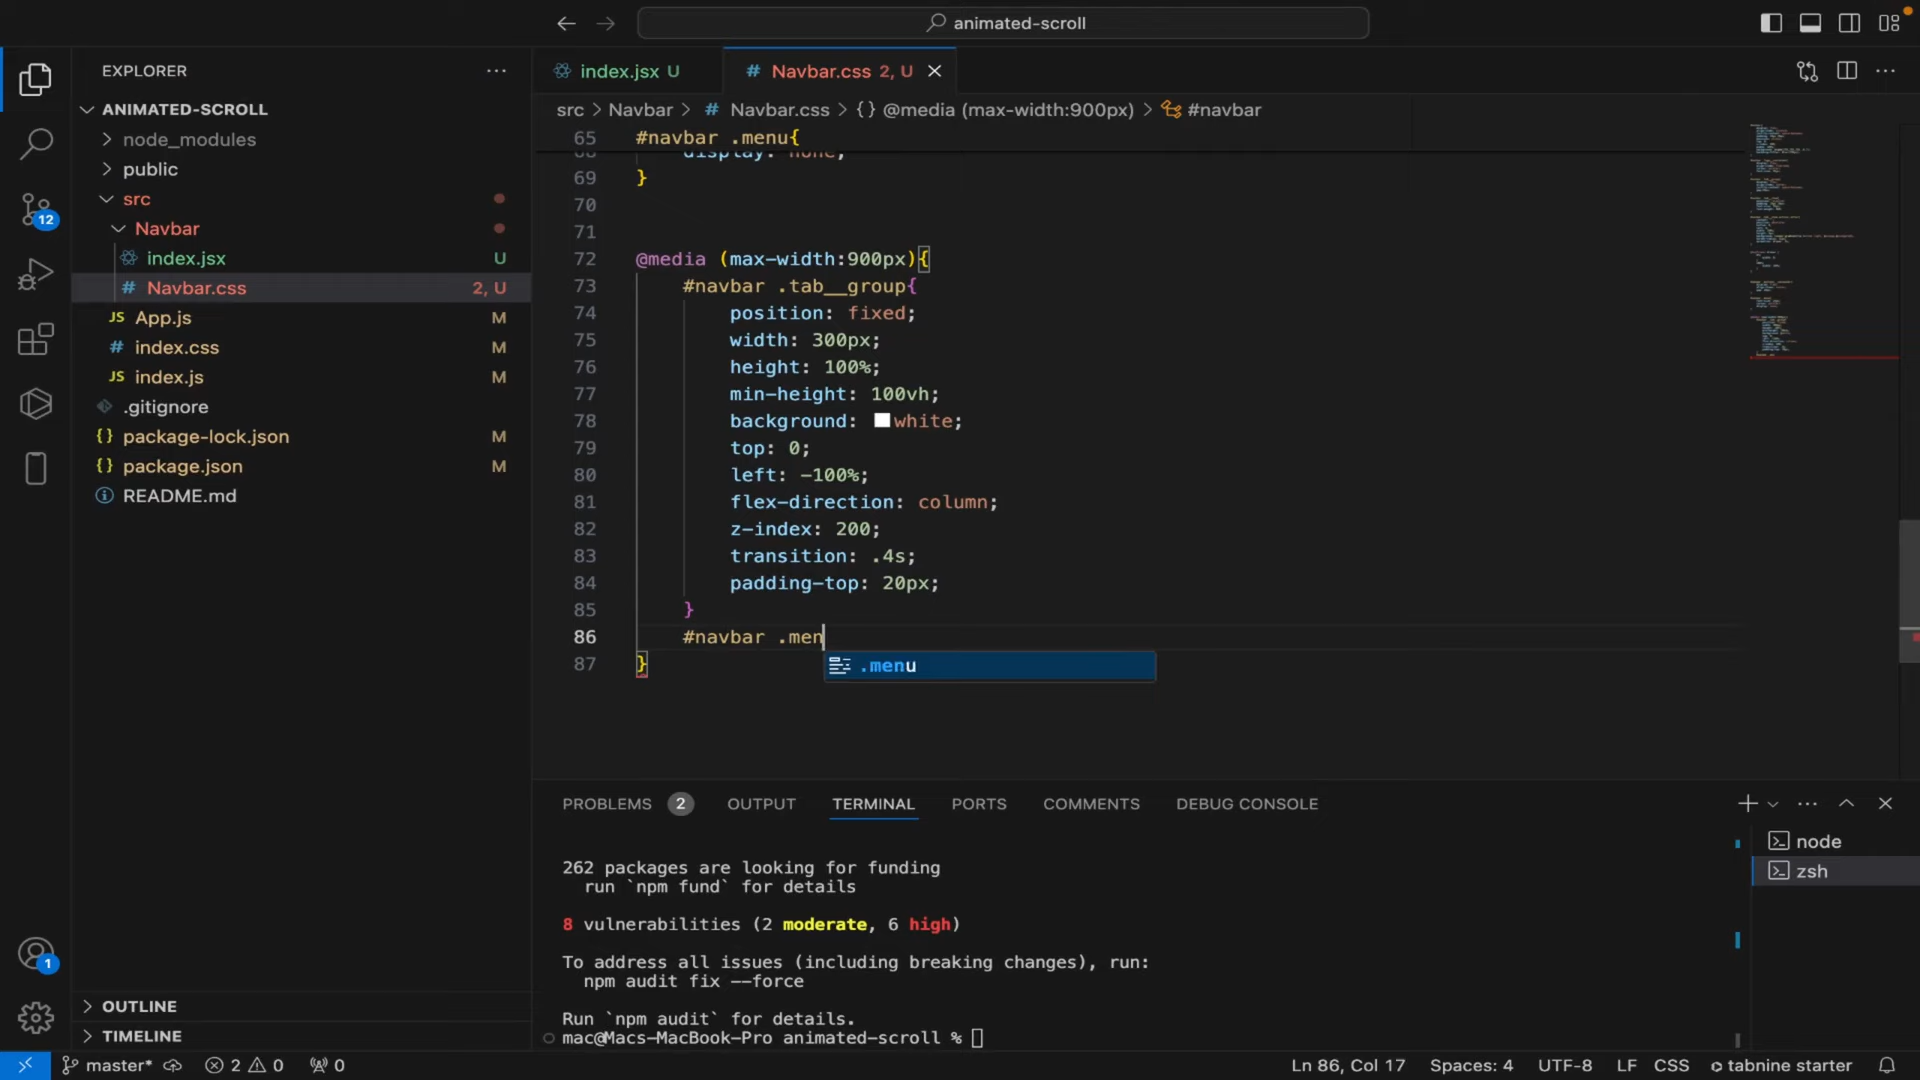 animated-scroll
EXPLORER
ANIMATED-SCROLL
node_modules
public
src
Navbar
index.jsx U
Navbar.css 2, U
App.js M
index.css M
index.js M
.gitignore
package-lock.json M
package.json M
README.md
OUTLINE
TIMELINE
12
1
index.jsx U
Navbar.css 2, U
src > Navbar > # Navbar.css > {} @media (max-width:900px) > #navbar
65 #navbar .menu{
68 display: none;
69 }
70
71
72 @media (max-width:900px){
73 #navbar .tab__group{
74 position: fixed;
75 width: 300px;
76 height: 100%;
77 min-height: 100vh;
78 background: white;
79 top: 0;
80 left: -100%;
81 flex-direction: column;
82 z-index: 200;
83 transition: .4s;
84 padding-top: 20px;
85 }
86 #navbar .men
.menu
87 }
PROBLEMS 2 OUTPUT TERMINAL PORTS COMMENTS DEBUG CONSOLE
262 packages are looking for funding
run `npm fund` for details
8 vulnerabilities (2 moderate, 6 high)
To address all issues (including breaking changes), run:
npm audit fix --force
Run `npm audit` for details.
mac@Macs-MacBook-Pro animated-scroll %
node
zsh
master* 2 0 0
Ln 86, Col 17 Spaces: 4 UTF-8 LF CSS tabnine starter